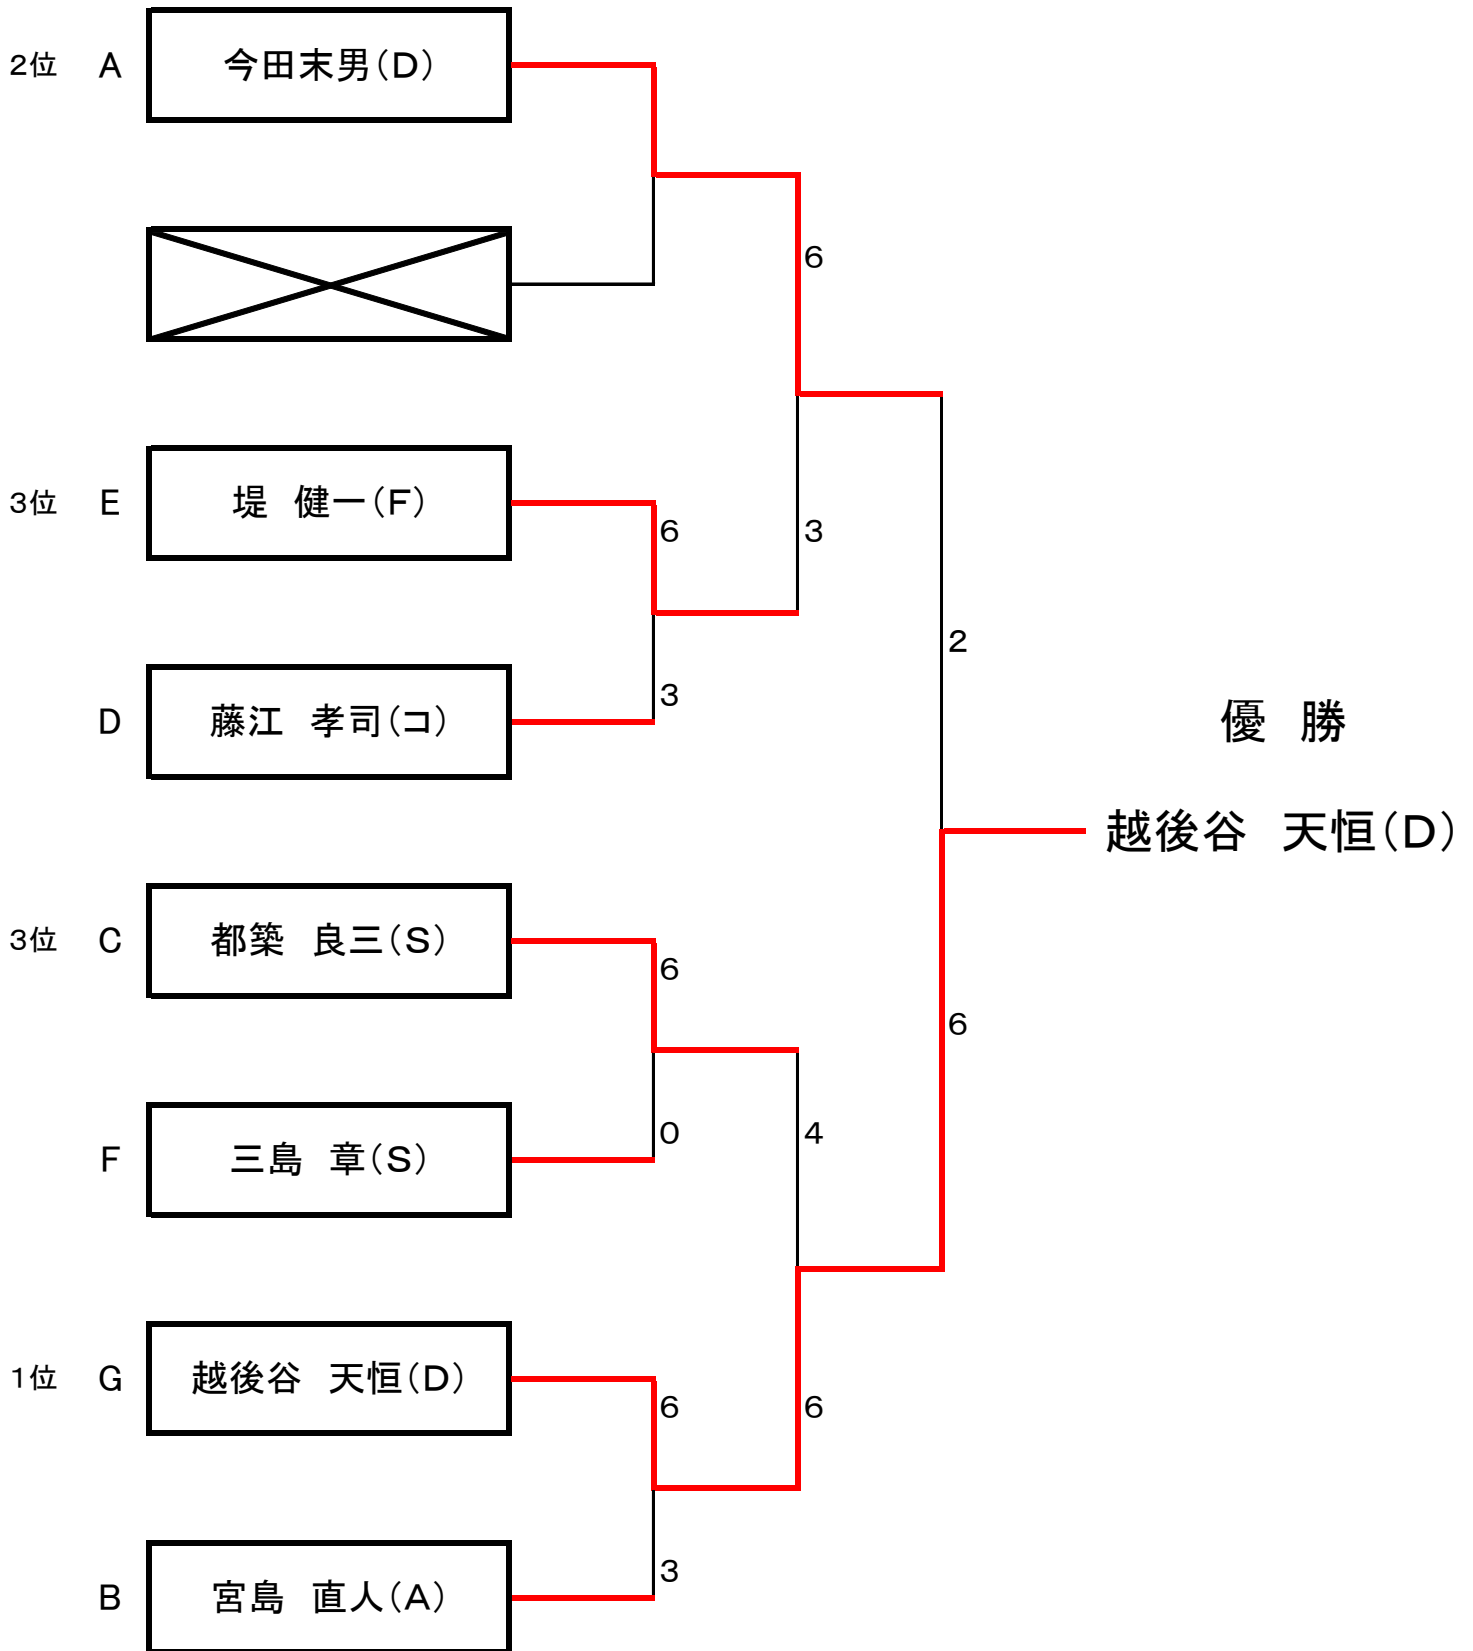 2位 A 今田末男(D)
6
3位 E 堤 健一(F)
6
3
D 藤江 孝司(コ)
3
2
優 勝
越後谷 天恒(D)
3位 C 都築 良三(S)
6
6
F 三島 章(S)
0
4
1位 G 越後谷 天恒(D)
6
6
B 宮島 直人(A)
3